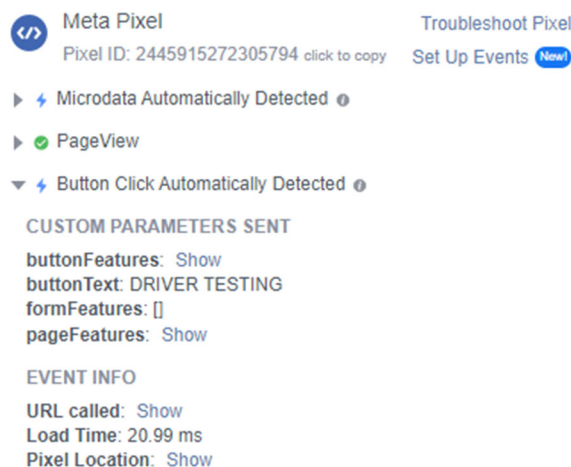 Meta Pixel
Troubleshoot Pixel
Pixel ID: 2445915272305794 click to copy
Set Up Events New!
Microdata Automatically Detected
PageView
Button Click Automatically Detected
CUSTOM PARAMETERS SENT
buttonFeatures: Show
buttonText: DRIVER TESTING
formFeatures: []
pageFeatures: Show
EVENT INFO
URL called: Show
Load Time: 20.99 ms
Pixel Location: Show